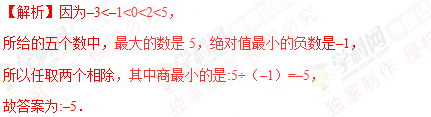 【解析】因为–3<–1<0<2<5，
所给的五个数中，最大的数是 5，绝对值最小的负数是–1，
所以任取两个相除，其中商最小的是:5÷（–1）=–5，
故答案为:–5．